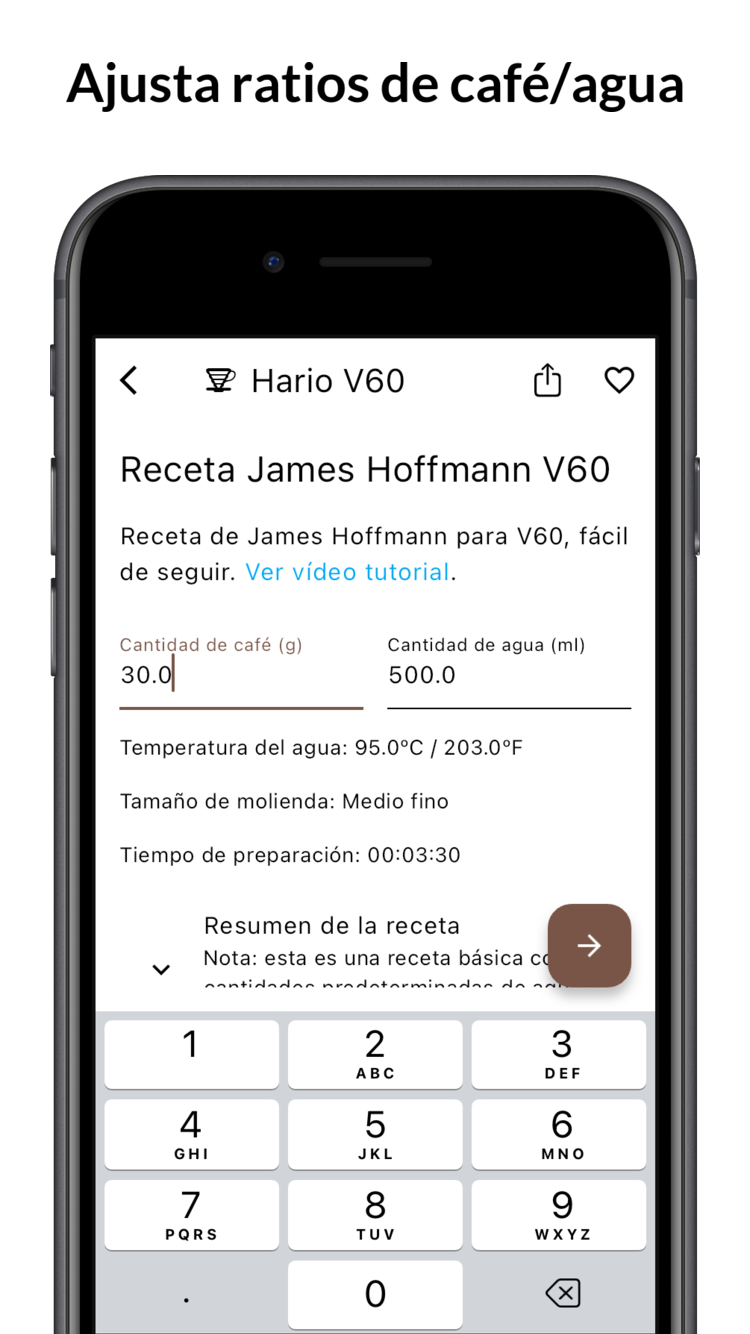 Ajusta ratios de café/agua
Hario V60
Receta James Hoffmann V60
Receta de James Hoffmann para V60, fácil
de seguir. Ver vídeo tutorial.
Cantidad de café (g)
30.0
Cantidad de agua (ml)
500.0
Temperatura del agua: 95.0ºC / 203.0ºF
Tamaño de molienda: Medio fino
Tiempo de preparación: 00:03:30
Resumen de la receta
Nota: esta es una receta básica
cantidades predeterminadas de
1
2
ABC
3
DEF
4
GHI
5
JKL
6
MNO
7
PQRS
8
TUV
9
WXYZ
.
0